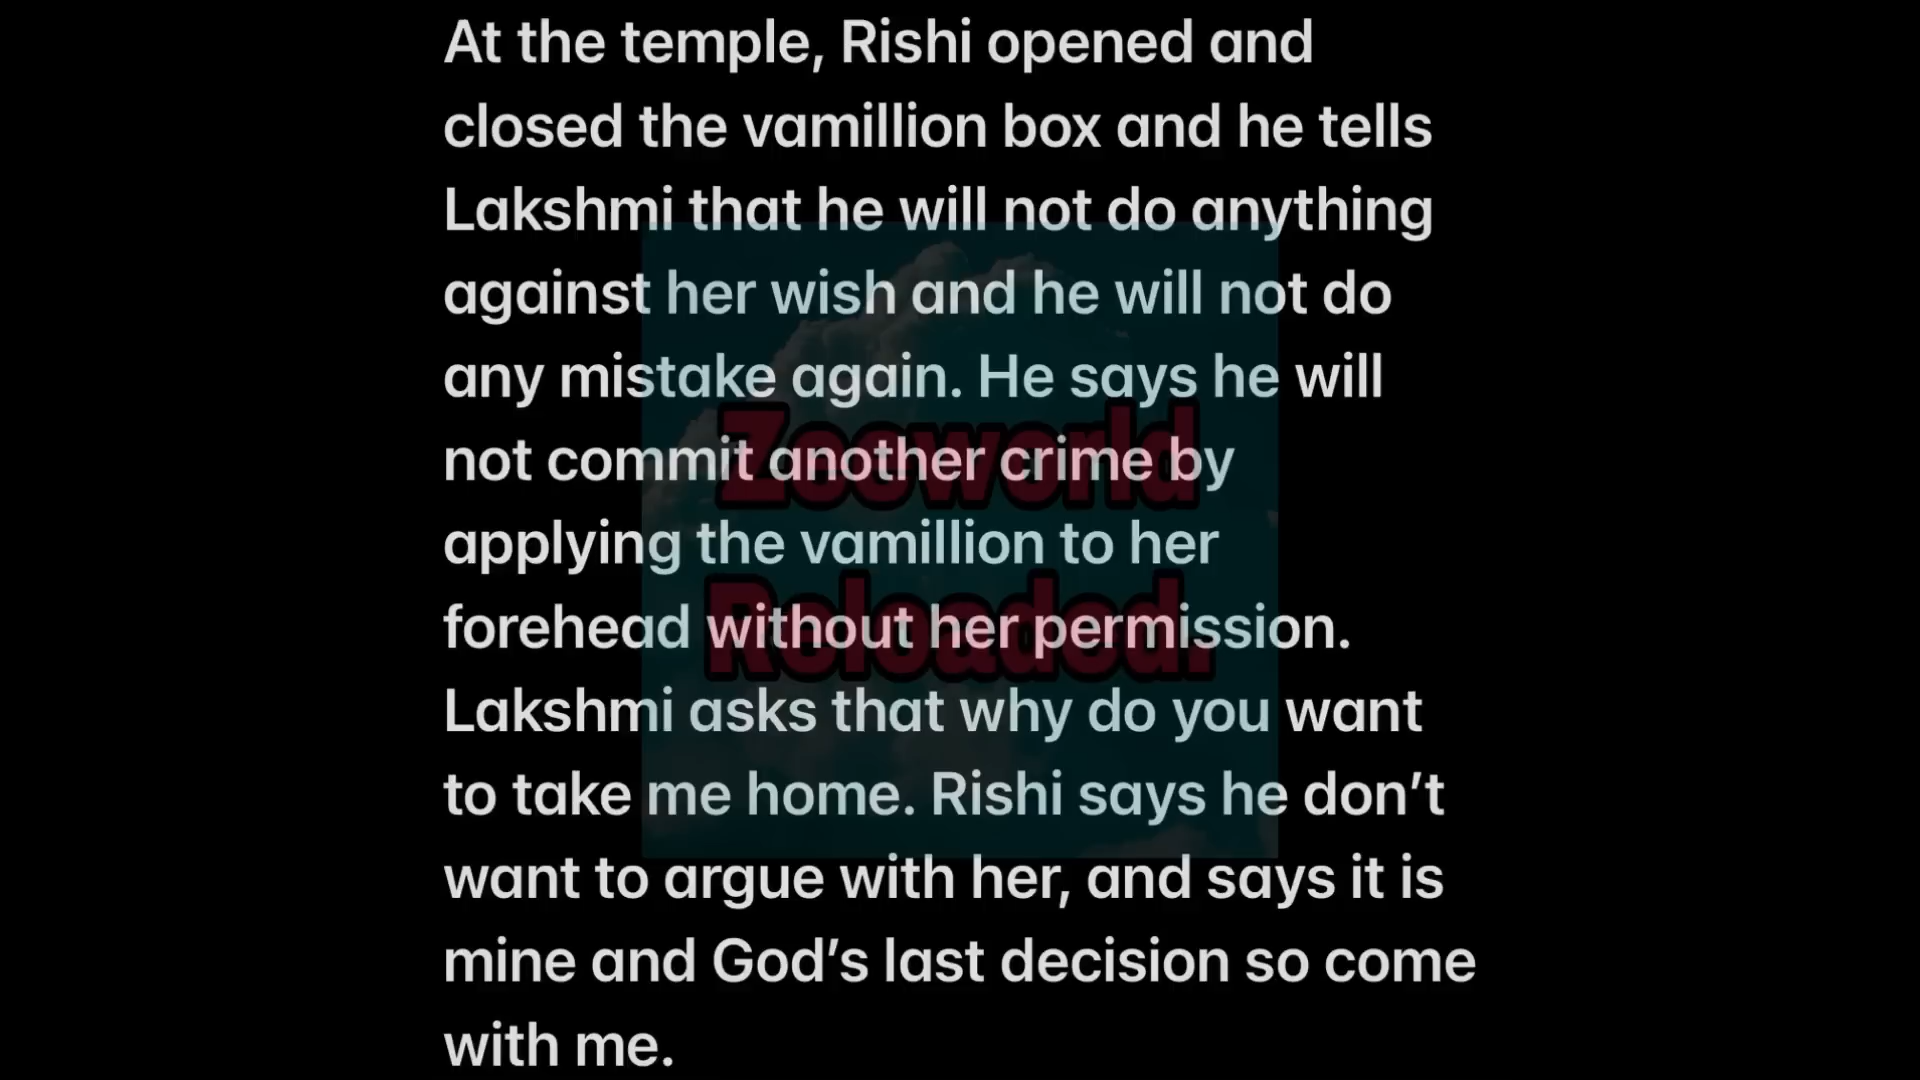 At the temple, Rishi opened and
closed the vamillion box and he tells
Lakshmi that he will not do anything
against her wish and he will not do
any mistake again. He says he will
not commit another crime by
applying the vamillion to her
forehead without her permission.
Lakshmi asks that why do you want
to take me home. Rishi says he don’t
want to argue with her, and says it is
mine and God’s last decision so come
with me.
Zeeworld
Reloaded.